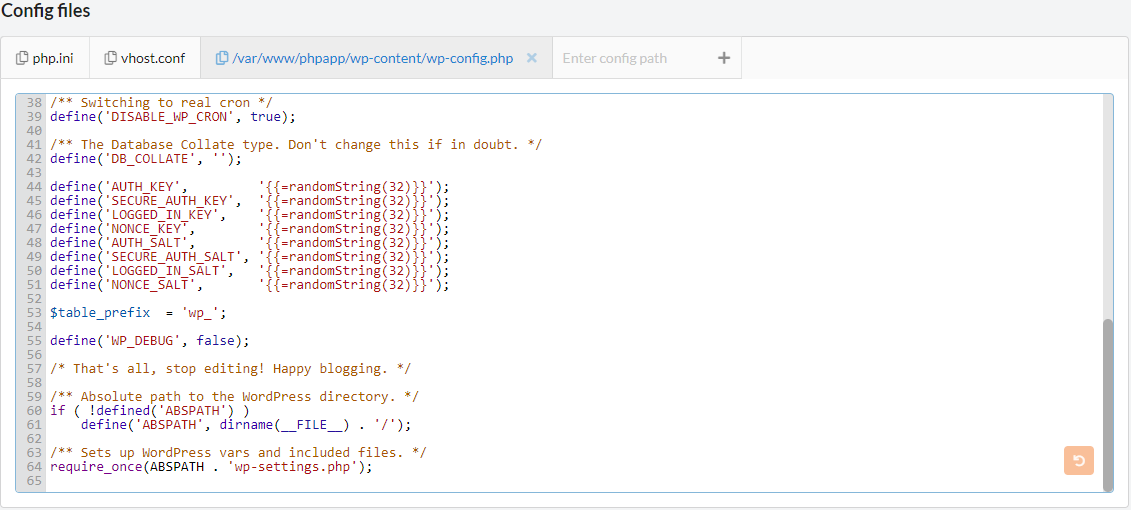 Config files
php.ini vhost.conf /var/www/phpapp/wp-content/wp-config.php × Enter config path +
38 /** Switching to real cron */
39 define('DISABLE_WP_CRON', true);
40
41 /** The Database Collate type. Don't change this if in doubt. */
42 define('DB_COLLATE', '');
43
44 define('AUTH_KEY',         '{{=randomString(32)}}');
45 define('SECURE_AUTH_KEY',  '{{=randomString(32)}}');
46 define('LOGGED_IN_KEY',    '{{=randomString(32)}}');
47 define('NONCE_KEY',        '{{=randomString(32)}}');
48 define('AUTH_SALT',        '{{=randomString(32)}}');
49 define('SECURE_AUTH_SALT', '{{=randomString(32)}}');
50 define('LOGGED_IN_SALT',   '{{=randomString(32)}}');
51 define('NONCE_SALT',       '{{=randomString(32)}}');
52
53 $table_prefix  = 'wp_';
54
55 define('WP_DEBUG', false);
56
57 /* That's all, stop editing! Happy blogging. */
58
59 /** Absolute path to the WordPress directory. */
60 if ( !defined('ABSPATH') )
61     define('ABSPATH', dirname(__FILE__) . '/');
62
63 /** Sets up WordPress vars and included files. */
64 require_once(ABSPATH . 'wp-settings.php');
65